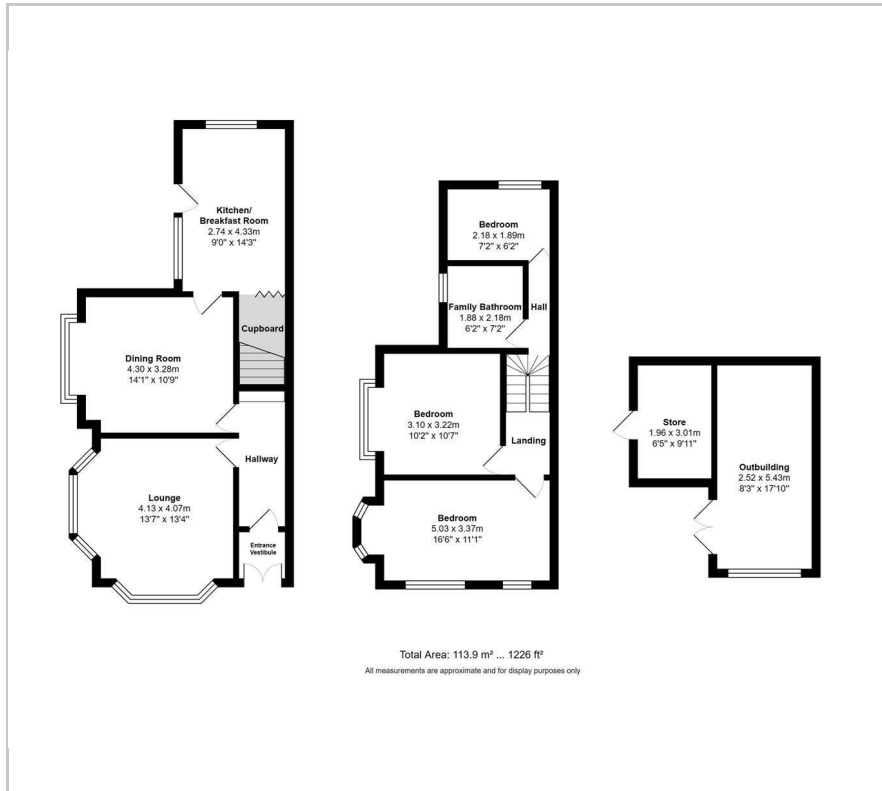 Kitchen/
Breakfast Room
2.74 x 4.33m
9'0" x 14'3"
Cupboard
Dining Room
4.30 x 3.28m
14'1" x 10'9"
Hallway
Lounge
4.13 x 4.07m
13'7" x 13'4"
Entrance
Vestibule
Bedroom
2.18 x 1.89m
7'2" x 6'2"
Family Bathroom
1.88 x 2.18m
6'2" x 7'2"
Hall
Bedroom
3.10 x 3.22m
10'2" x 10'7"
Landing
Bedroom
5.03 x 3.37m
16'6" x 11'1"
Store
1.96 x 3.01m
6'5" x 9'11"
Outbuilding
2.52 x 5.43m
8'3" x 17'10"
Total Area: 113.9 m² ... 1226 ft²
All measurements are approximate and for display purposes only